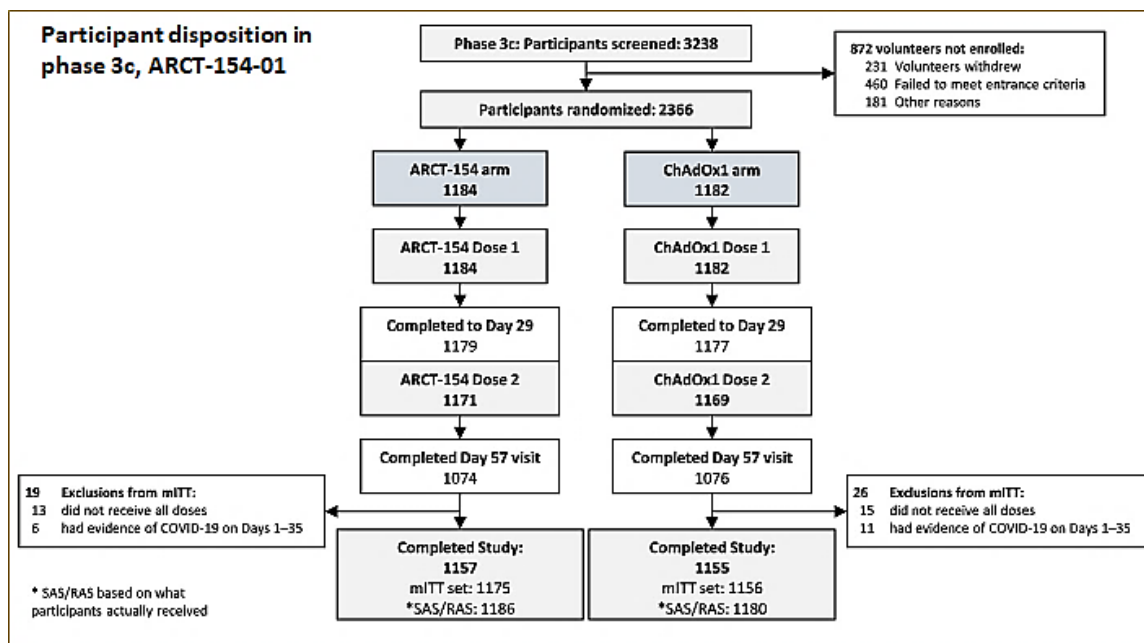 Participant disposition in
phase 3c, ARCT-154-01
Phase 3c: Participants screened: 3238
872 volunteers not enrolled:
231 Volunteers withdrew
460 Failed to meet entrance criteria
181 Other reasons
Participants randomized: 2366
ARCT-154 arm
1184
ChAdOx1 arm
1182
ARCT-154 Dose 1
1184
ChAdOx1 Dose 1
1182
Completed to Day 29
1179
Completed to Day 29
1177
ARCT-154 Dose 2
1171
ChAdOx1 Dose 2
1169
Completed Day 57 visit
1074
Completed Day 57 visit
1076
19 Exclusions from mITT:
13 did not receive all doses
6 had evidence of COVID-19 on Days 1–35
26 Exclusions from mITT:
15 did not receive all doses
11 had evidence of COVID-19 on Days 1–35
Completed Study:
1157
mITT set: 1175
*SAS/RAS: 1186
Completed Study:
1155
mITT set: 1156
*SAS/RAS: 1180
* SAS/RAS based on what
participants actually received